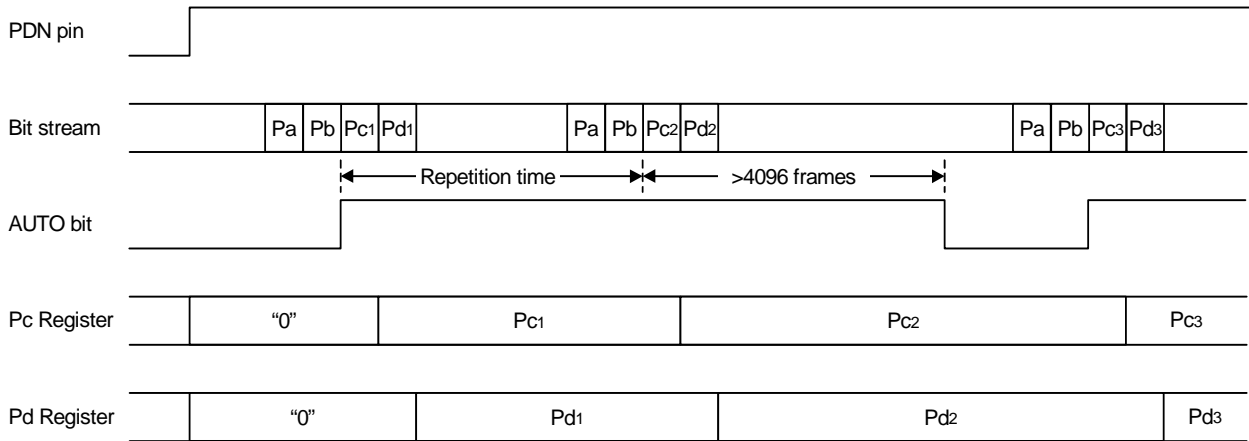 PDN pin
Bit stream Pa Pb Pc1 Pd1 Pa Pb Pc2 Pd2 Pa Pb Pc3 Pd3
Repetition time >4096 frames
AUTO bit
Pc Register “0” Pc1 Pc2 Pc3
Pd Register “0” Pd1 Pd2 Pd3